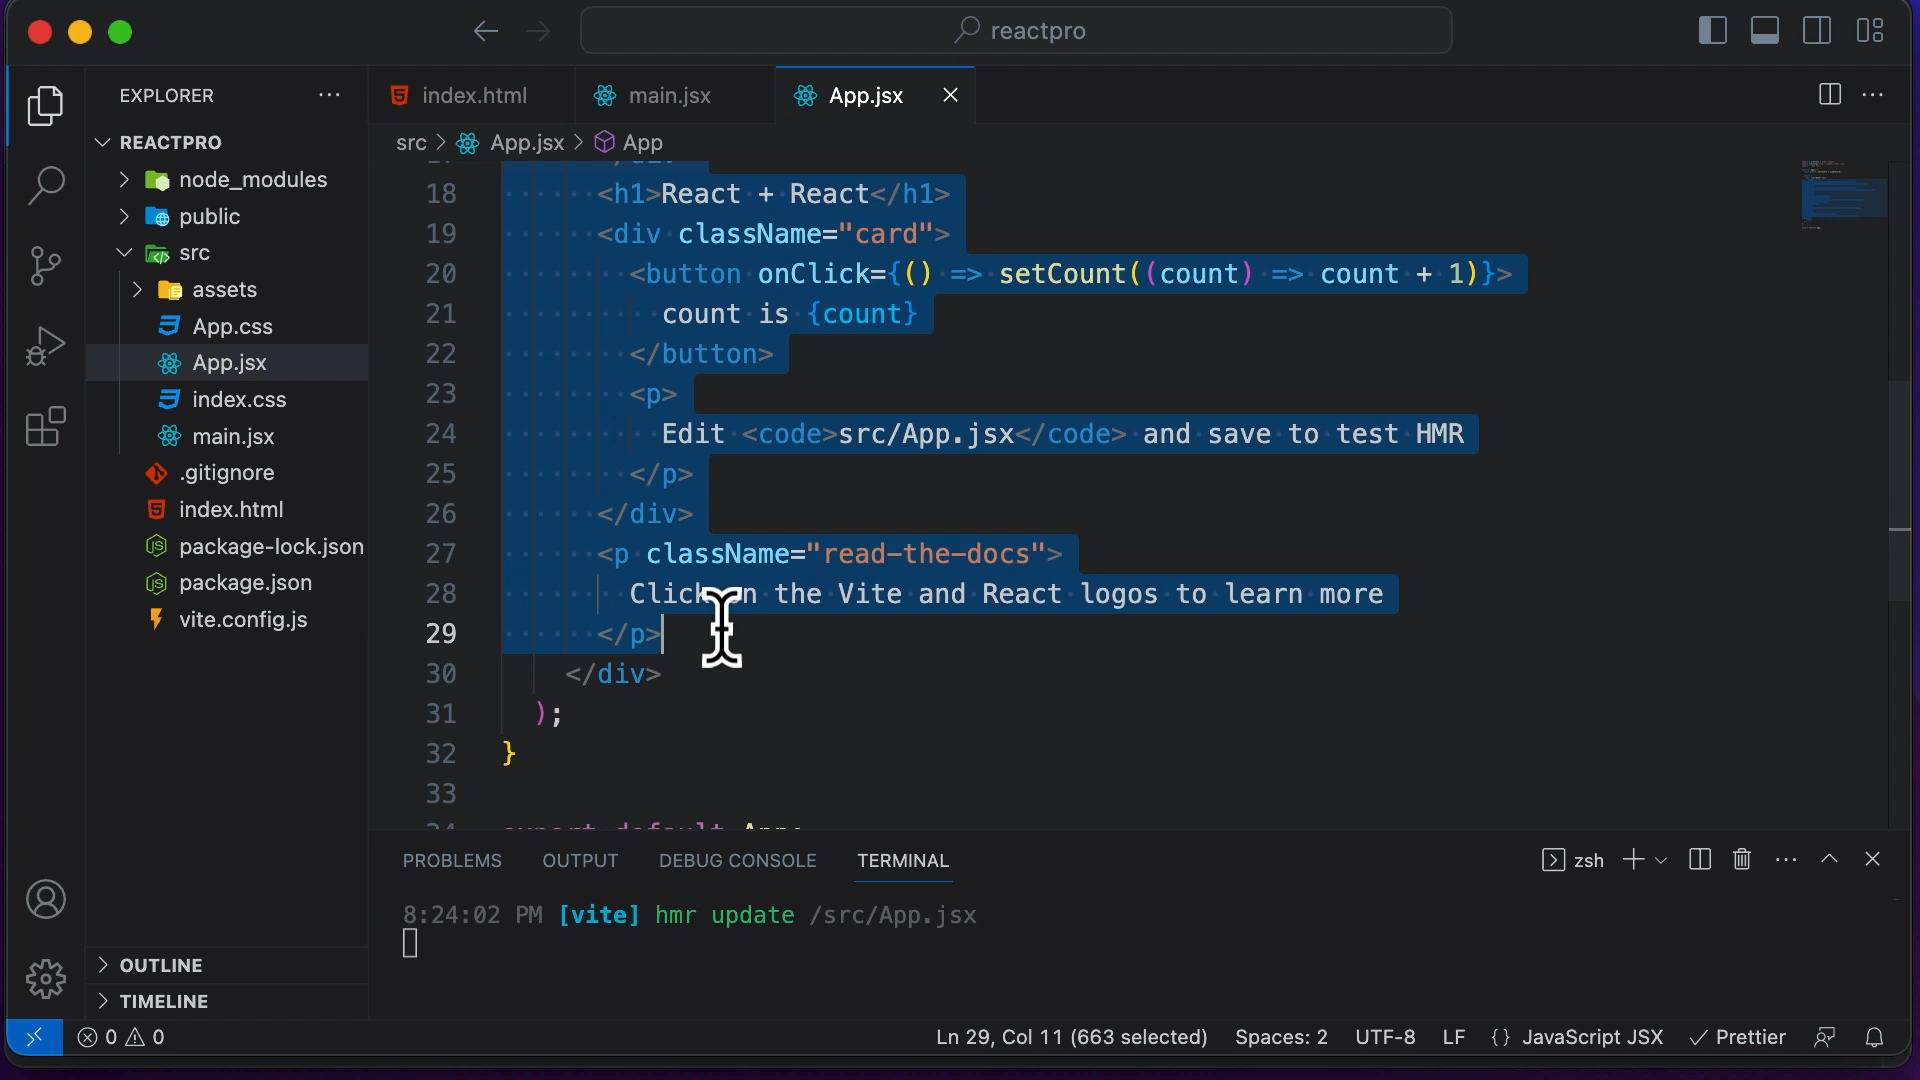 reactpro
EXPLORER
REACTPRO
node_modules
public
src
assets
App.css
App.jsx
index.css
main.jsx
.gitignore
index.html
package-lock.json
package.json
vite.config.js
OUTLINE
TIMELINE
index.html main.jsx App.jsx
src > App.jsx > App
18 <h1>React + React</h1>
19 <div className="card">
20 <button onClick={() => setCount((count) => count + 1)}>
21 count is {count}
22 </button>
23 <p>
24 Edit <code>src/App.jsx</code> and save to test HMR
25 </p>
26 </div>
27 <p className="read-the-docs">
28 Click on the Vite and React logos to learn more
29 </p>
30 </div>
31 );
32 }
33
34 export default App;
PROBLEMS OUTPUT DEBUG CONSOLE TERMINAL zsh
8:24:02 PM [vite] hmr update /src/App.jsx
0 0 Ln 29, Col 11 (663 selected) Spaces: 2 UTF-8 LF {} JavaScript JSX Prettier